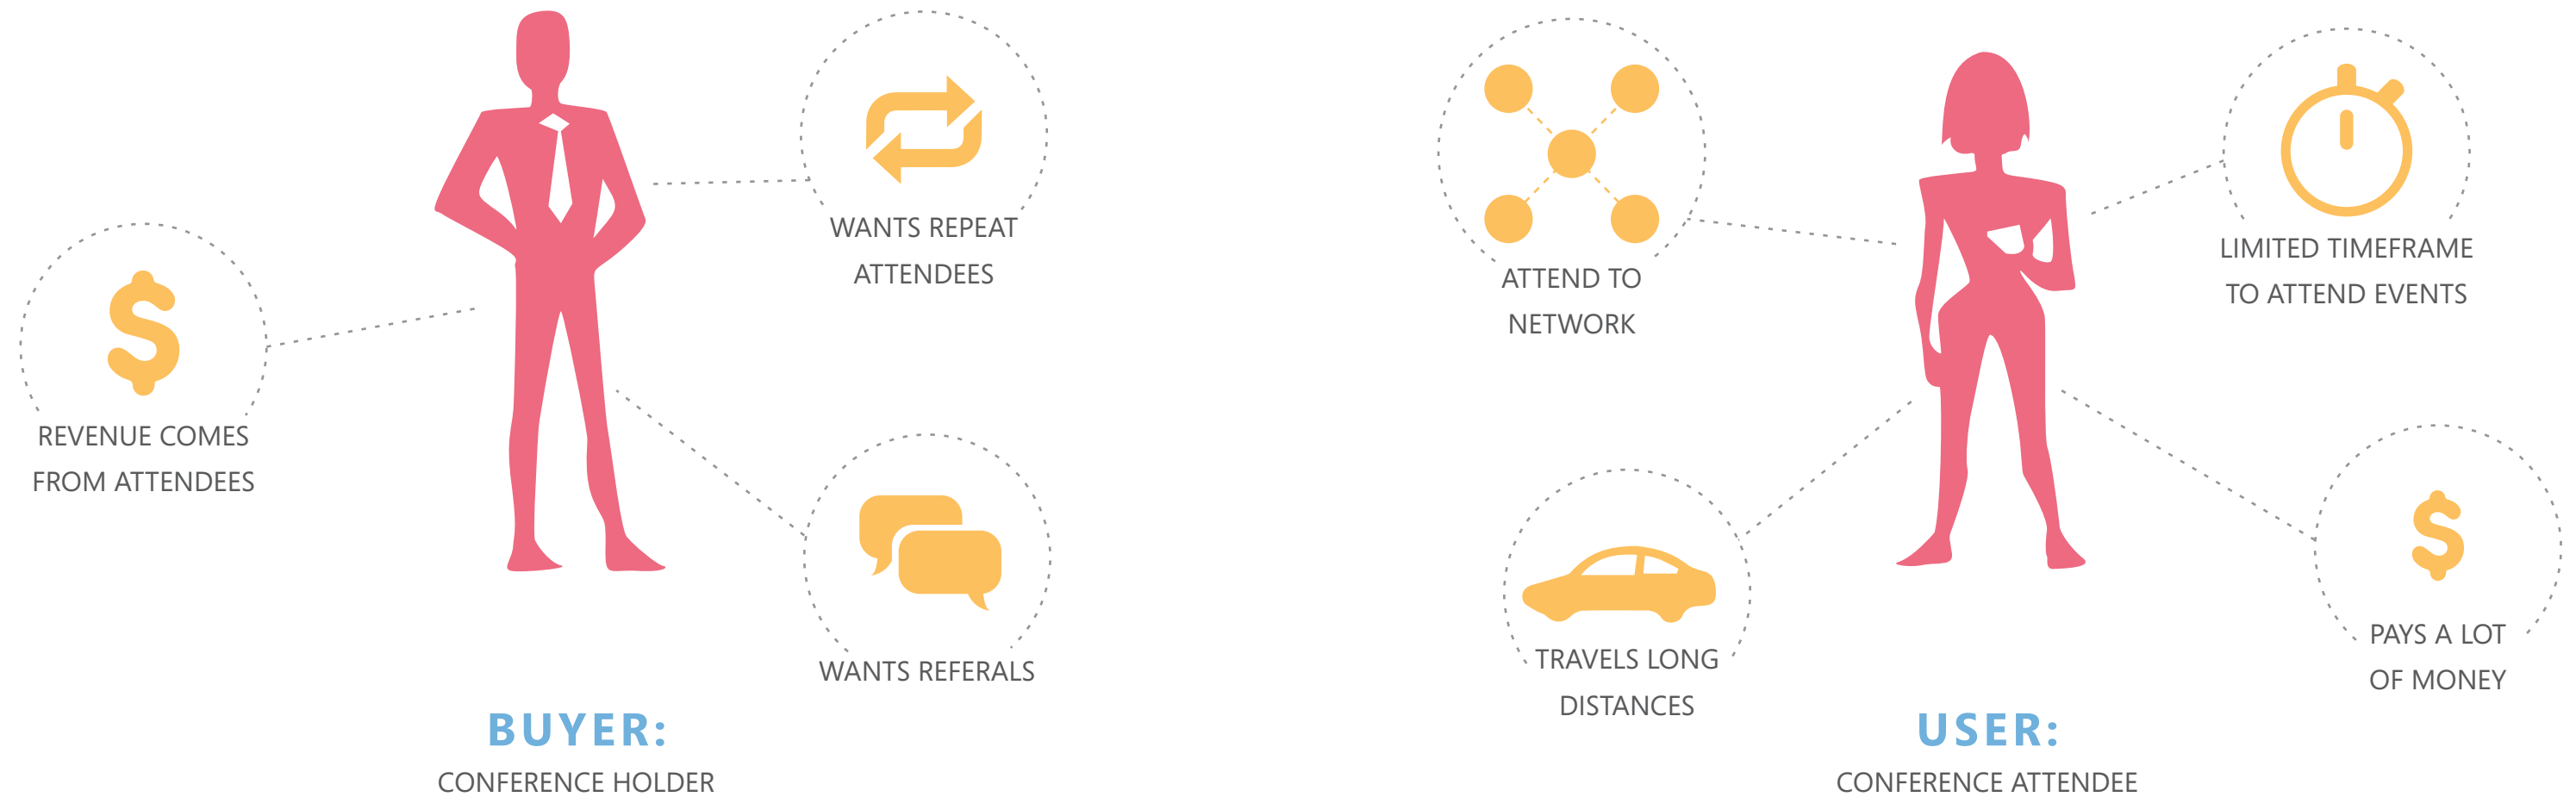 REVENUE COMES
FROM ATTENDEES
WANTS REPEAT
ATTENDEES
WANTS REFERALS
BUYER:
CONFERENCE HOLDER
ATTEND TO
NETWORK
LIMITED TIMEFRAME
TO ATTEND EVENTS
TRAVELS LONG
DISTANCES
PAYS A LOT
OF MONEY
USER:
CONFERENCE ATTENDEE